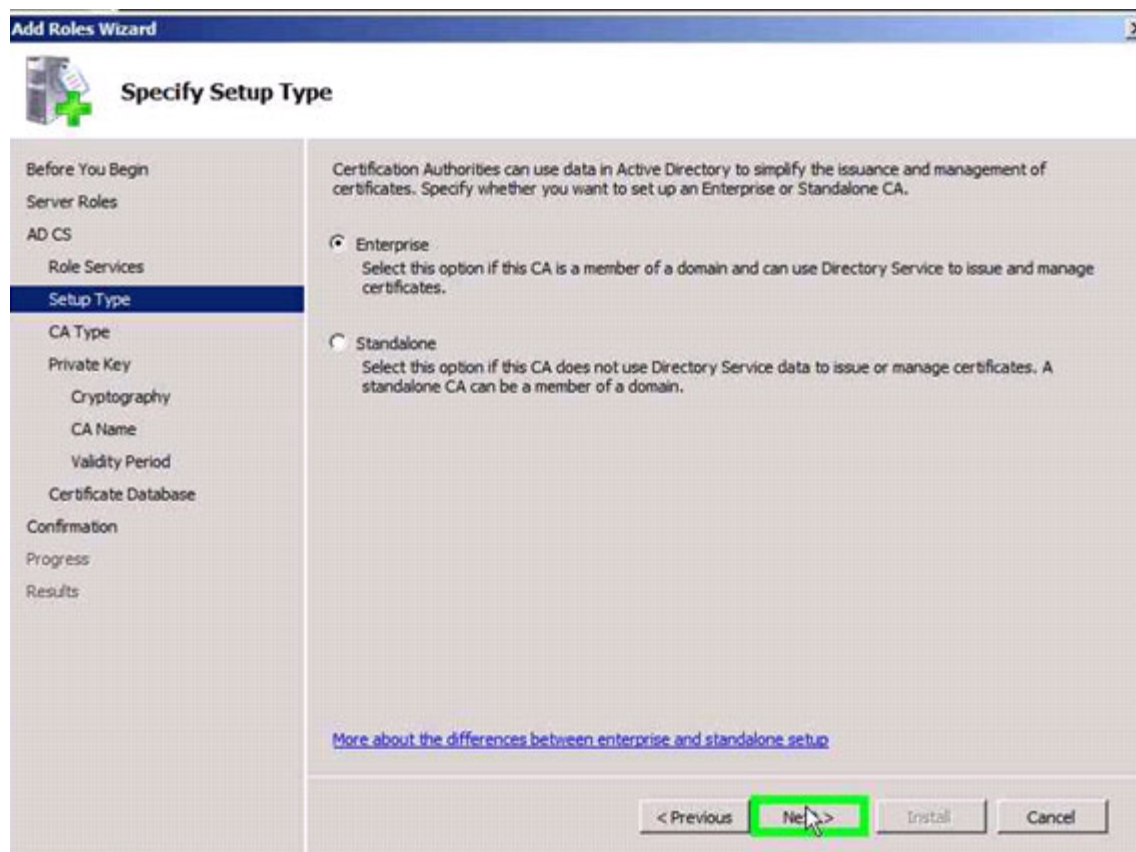 Add Roles Wizard
Specify Setup Type
Before You Begin
Server Roles
AD CS
Role Services
Setup Type
CA Type
Private Key
Cryptography
CA Name
Validity Period
Certificate Database
Confirmation
Progress
Results
Certification Authorities can use data in Active Directory to simplify the issuance and management of
certificates. Specify whether you want to set up an Enterprise or Standalone CA.
Enterprise
Select this option if this CA is a member of a domain and can use Directory Service to issue and manage
certificates.
Standalone
Select this option if this CA does not use Directory Service data to issue or manage certificates. A
standalone CA can be a member of a domain.
More about the differences between enterprise and standalone setup
< Previous
Next >
Install
Cancel